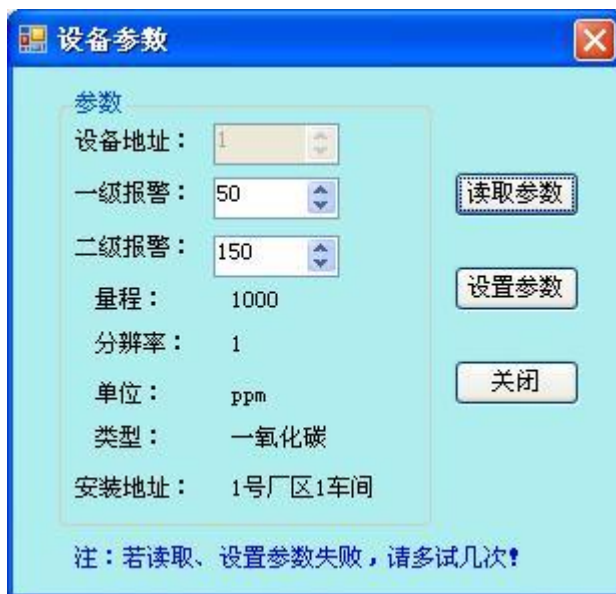 设备参数
参数
设备地址： 1
一级报警： 50
二级报警： 150
量程： 1000
分辨率： 1
单位： ppm
类型： 一氧化碳
安装地址： 1号厂区1车间
读取参数
设置参数
关闭
注：若读取、设置参数失败，请多试几次！